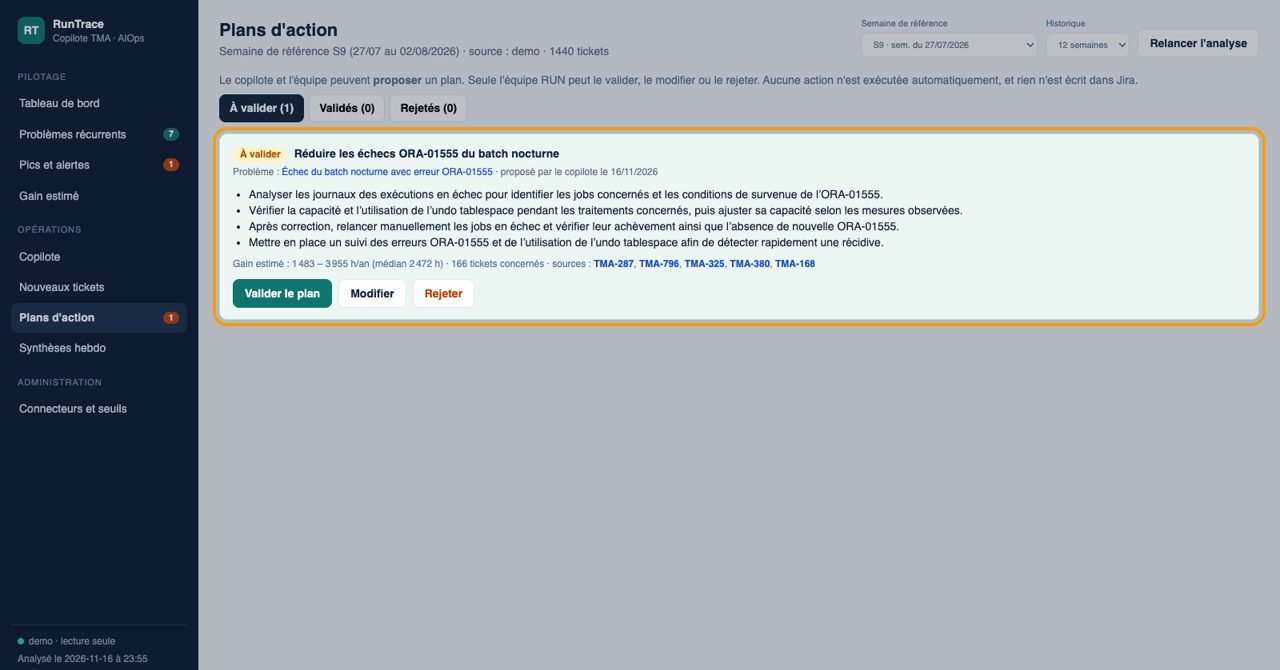 RT
RunTrace
Copilote TMA · AIOps
PILOTAGE
Tableau de bord
Problèmes récurrents 7
Pics et alertes 1
Gain estimé
OPÉRATIONS
Copilote
Nouveaux tickets
Plans d'action 1
Synthèses hebdo
ADMINISTRATION
Connecteurs et seuils
demo · lecture seule
Analysé le 2026-11-16 à 23:55
Plans d'action
Semaine de référence S9 (27/07 au 02/08/2026) · source : demo · 1440 tickets
Semaine de référence
S9 · sem. du 27/07/2026
Historique
12 semaines
Relancer l'analyse
Le copilote et l'équipe peuvent proposer un plan. Seule l'équipe RUN peut le valider, le modifier ou le rejeter. Aucune action n'est exécutée automatiquement, et rien n'est écrit dans Jira.
À valider (1) Validés (0) Rejetés (0)
À valider Réduire les échecs ORA-01555 du batch nocturne
Problème : Échec du batch nocturne avec erreur ORA-01555 · proposé par le copilote le 16/11/2026
• Analyser les journaux des exécutions en échec pour identifier les jobs concernés et les conditions de survenue de l'ORA-01555.
• Vérifier la capacité et l'utilisation de l'undo tablespace pendant les traitements concernés, puis ajuster sa capacité selon les mesures observées.
• Après correction, relancer manuellement les jobs en échec et vérifier leur achèvement ainsi que l'absence de nouvelle ORA-01555.
• Mettre en place un suivi des erreurs ORA-01555 et de l'utilisation de l'undo tablespace afin de détecter rapidement une récidive.
Gain estimé : 1 483 – 3 955 h/an (médian 2 472 h) · 166 tickets concernés · sources : TMA-287, TMA-796, TMA-325, TMA-380, TMA-168
Valider le plan Modifier Rejeter